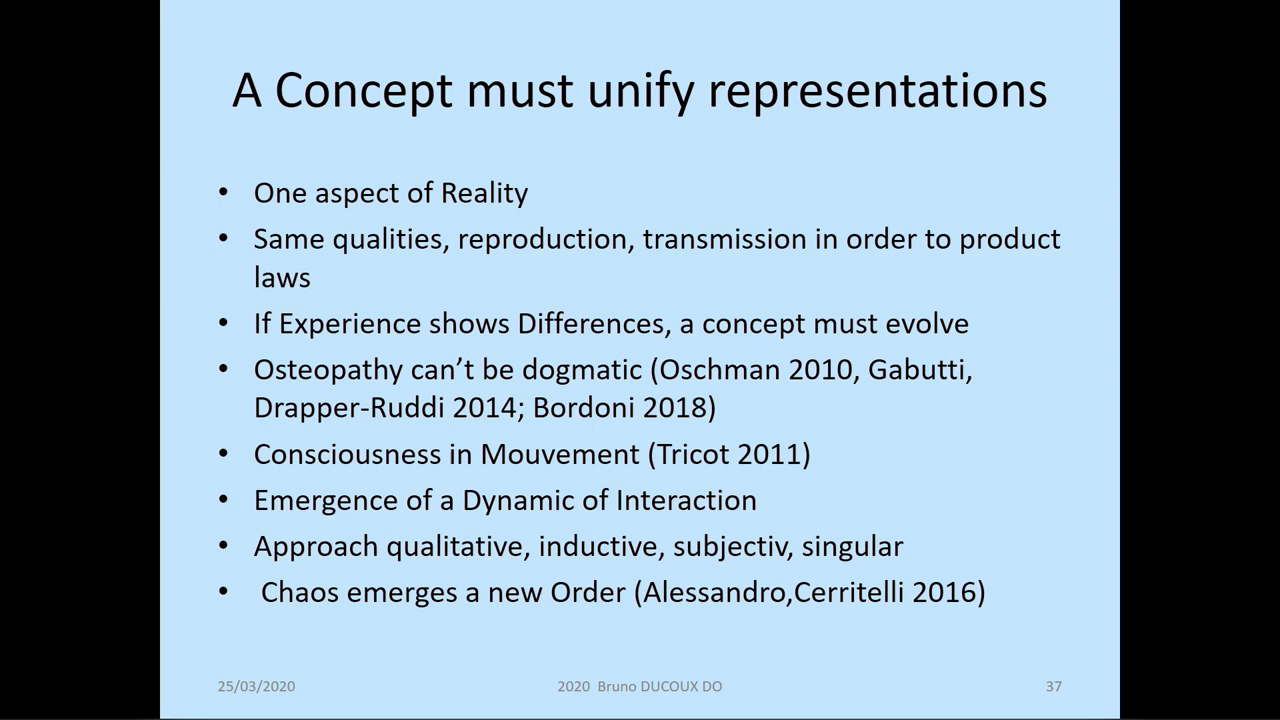 A Concept must unify representations
• One aspect of Reality
• Same qualities, reproduction, transmission in order to product
laws
• If Experience shows Differences, a concept must evolve
• Osteopathy can’t be dogmatic (Oschman 2010, Gabutti,
Drapper-Ruddi 2014; Bordoni 2018)
• Consciousness in Mouvement (Tricot 2011)
• Emergence of a Dynamic of Interaction
• Approach qualitative, inductive, subjectiv, singular
• Chaos emerges a new Order (Alessandro,Cerritelli 2016)
25/03/2020 2020 Bruno DUCOUX DO 37